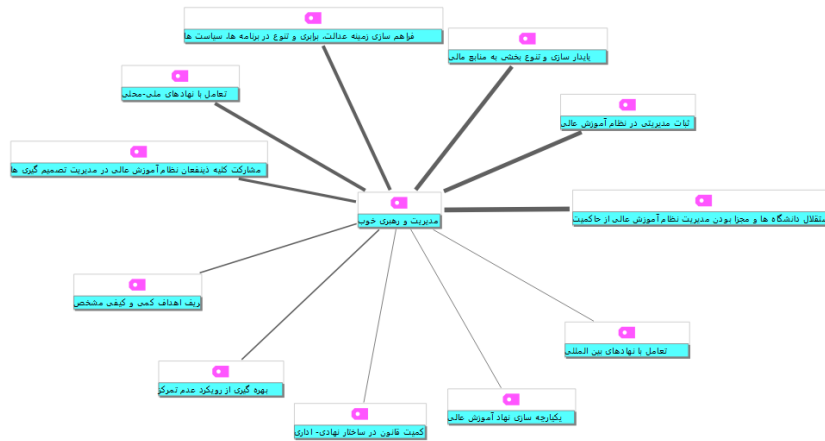 فراهم سازی زمینه عدالت، برابری و تنوع در برنامه ها، سیاست ها
پایدار سازی و تنوع بخشی به منابع مالی
تعامل با نهادهای ملی-محلی
ثبات مدیریتی در نظام آموزش عالی
مشارکت کلیه ذینفعان نظام آموزش عالی در مدیریت تصمیم گیری ها
مدیریت و رهبری خوب
ستقلال دانشگاه ها و مجزا بودن مدیریت نظام آموزش عالی از حاکمیت
ریف اهداف کمی و کیفی مشخص
تعامل با نهادهای بین المللی
بهره گیری از رویکرد عدم تمرکز
یکپارچه سازی نهاد آموزش عالی
کمیت قانون در ساختار نهادی- اداری